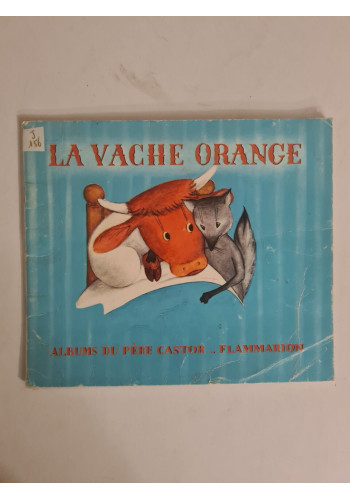 LA VACHE ORANGE
ALBUMS DU PÈRE CASTOR _ FLAMMARION